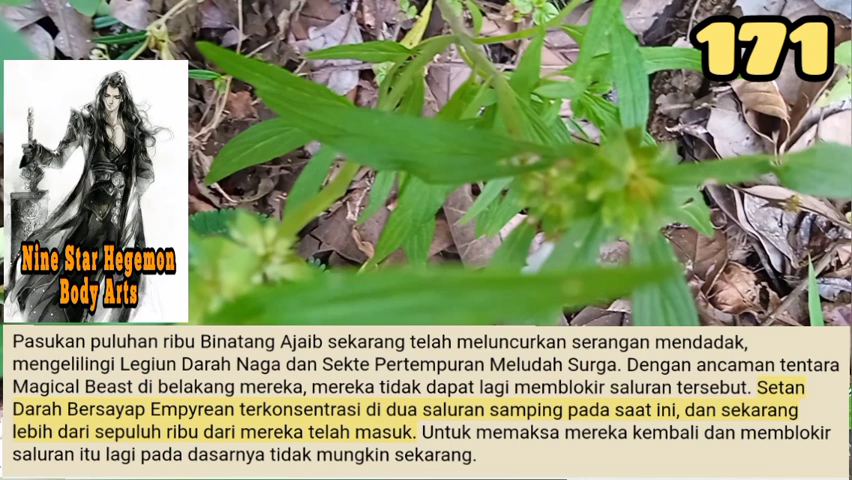 171
Nine Star Hegemon
Body Arts
Pasukan puluhan ribu Binatang Ajaib sekarang telah meluncurkan serangan mendadak,
mengelilingi Legiun Darah Naga dan Sekte Pertempuran Meludah Surga. Dengan ancaman tentara
Magical Beast di belakang mereka, mereka tidak dapat lagi memblokir saluran tersebut. Setan
Darah Bersayap Empyrean terkonsentrasi di dua saluran samping pada saat ini, dan sekarang
lebih dari sepuluh ribu dari mereka telah masuk. Untuk memaksa mereka kembali dan memblokir
saluran itu lagi pada dasarnya tidak mungkin sekarang.